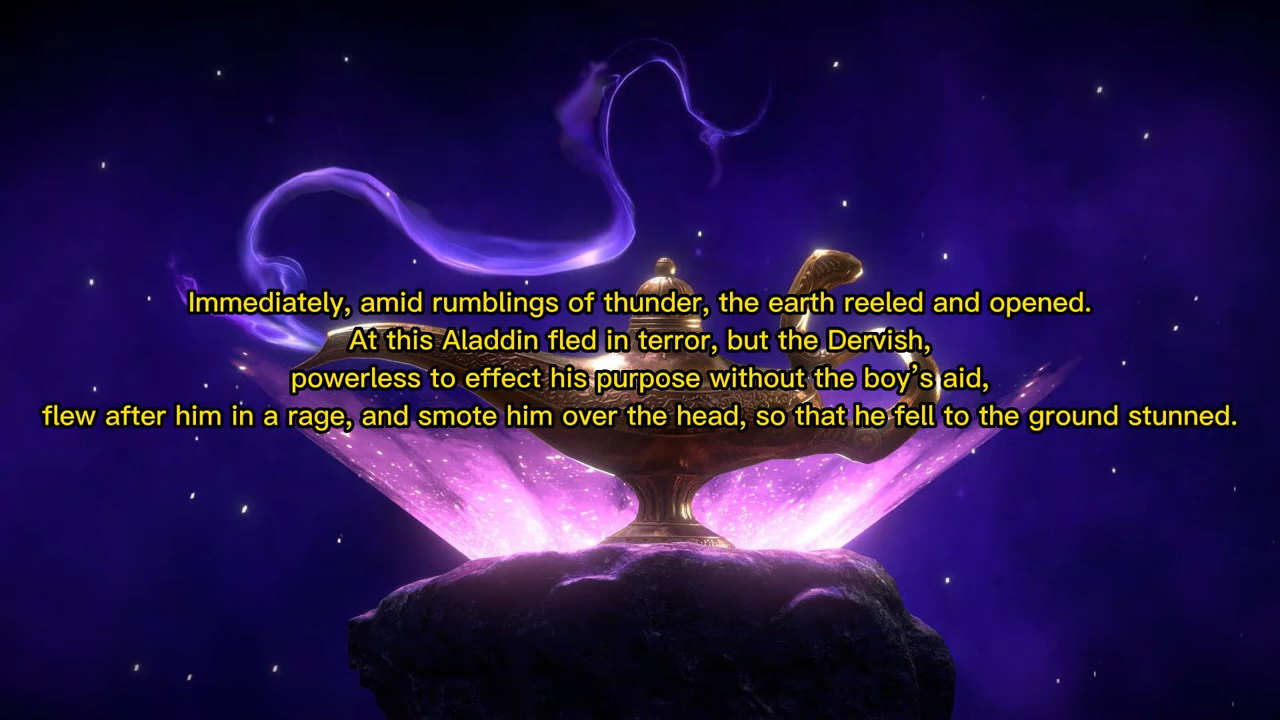 Immediately, amid rumblings of thunder, the earth reeled and opened.
At this Aladdin fled in terror, but the Dervish,
powerless to effect his purpose without the boy’s aid,
flew after him in a rage, and smote him over the head, so that he fell to the ground stunned.